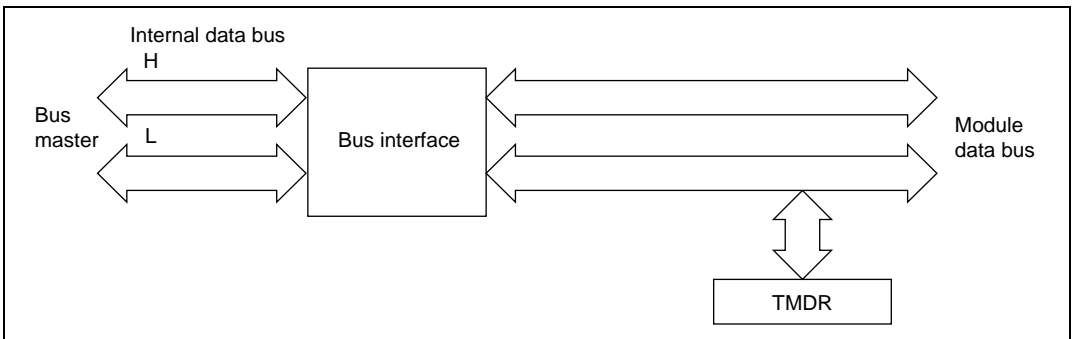 Internal data bus
H
Bus
master
L
Bus interface
Module
data bus
TMDR